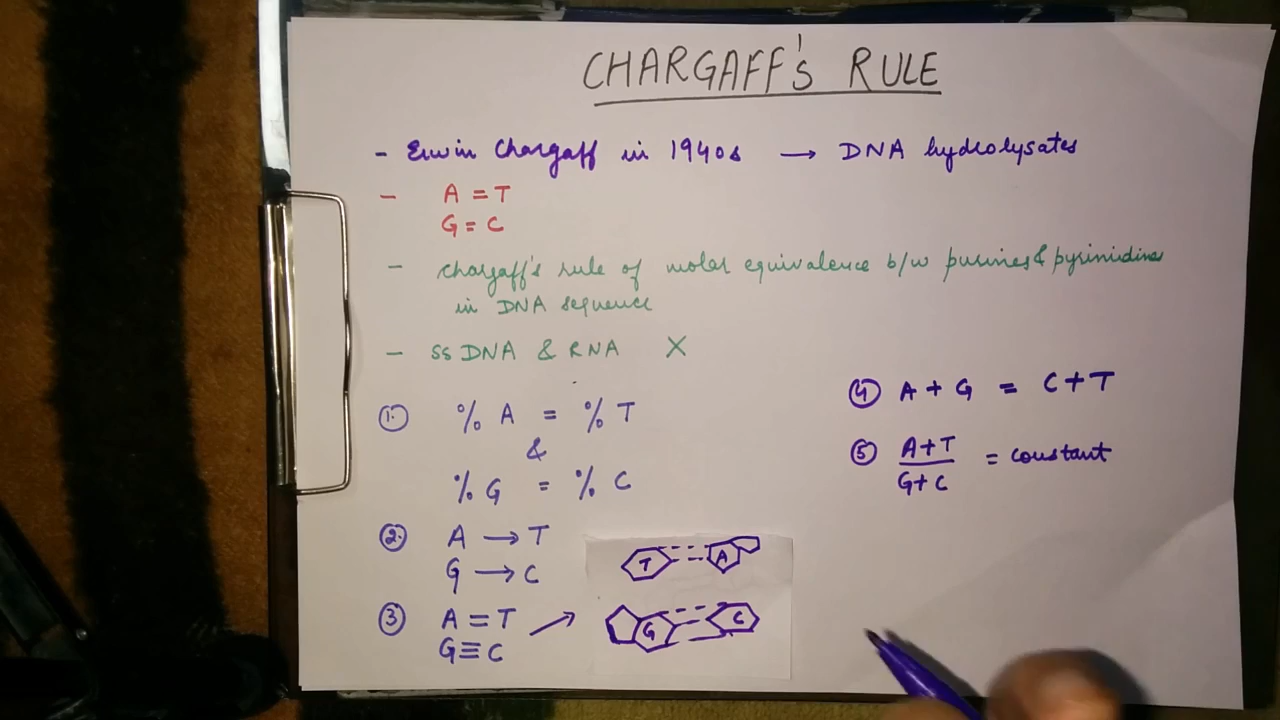 CHARGAFF's RULE
- Erwin Chargaff in 1940s → DNA hydrolysates
- A = T
G = C
- Chargaff's rule of molar equivalence b/w purines & pyrimidines
in DNA sequence
- ss DNA & RNA X
① % A = % T
&
% G = % C
② A → T
G → C
③ A = T
G ≡ C
T A
G C
④ A + G = C + T
⑤ A+T
G+C
= constant